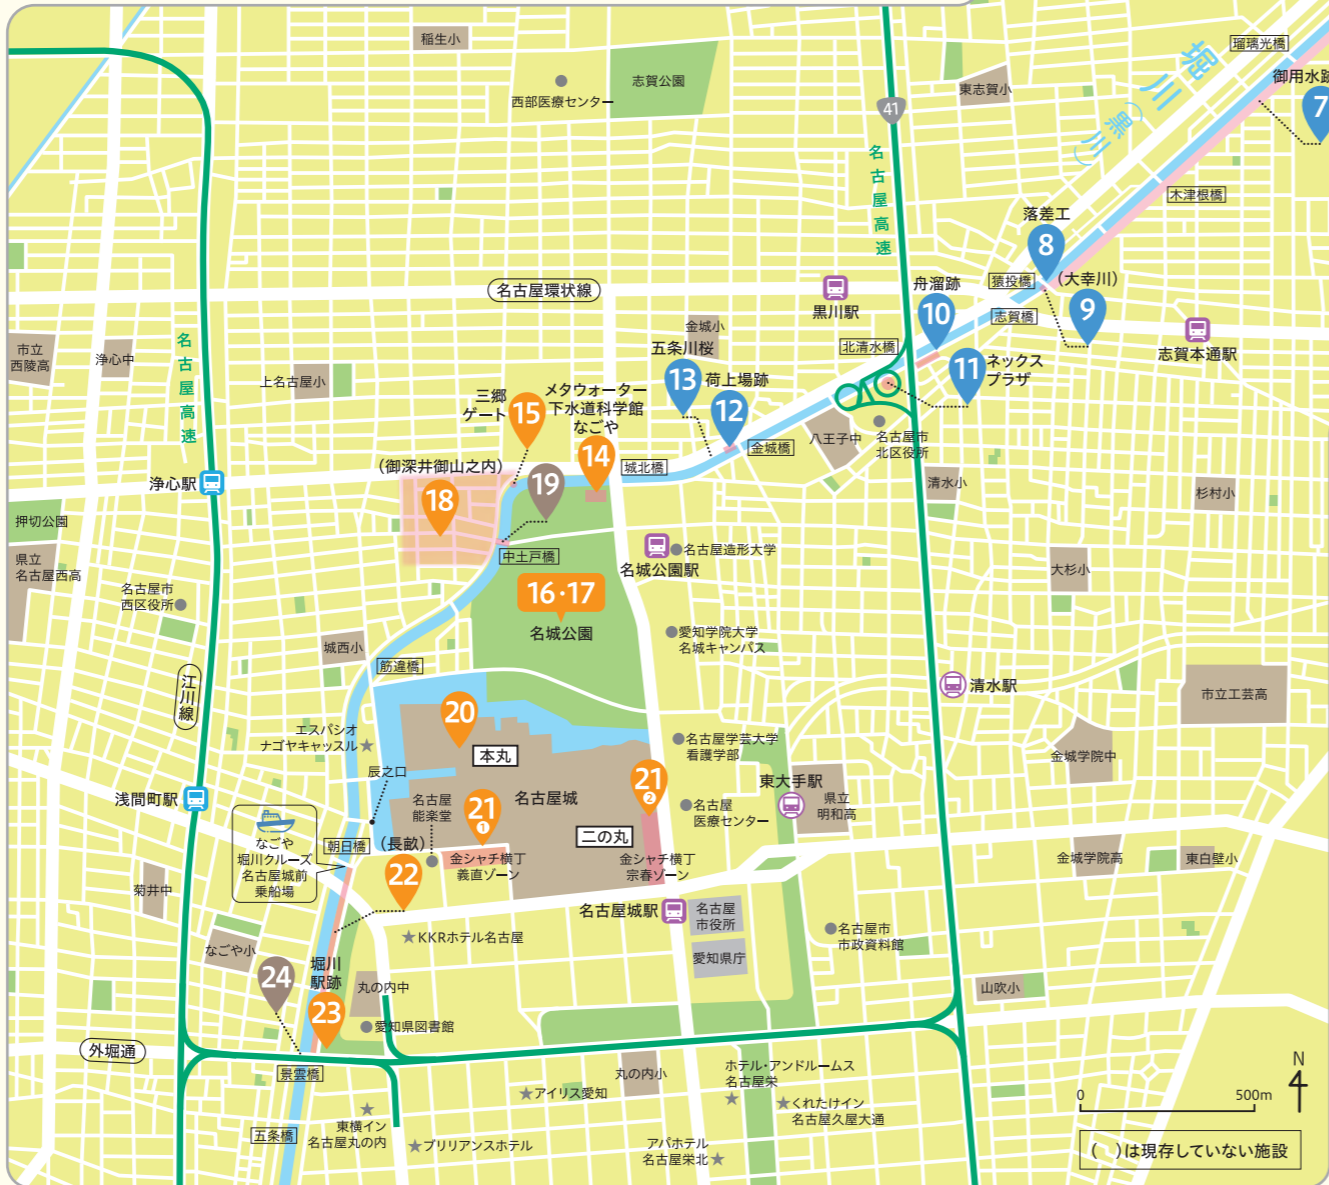 稲生小
志賀公園
西部医療センター
41
東志賀小
瑠璃光橋
御用水跡
7
堀川
(黒川)
名古屋高速
木津根橋
落差工
8
(大幸川)
9
猿投橋
志賀橋
舟溜跡
10
名古屋環状線
黒川駅
志賀本通駅
北清水橋
ネックス
プラザ
11
金城小
五条川桜
13
荷上場跡
12
金城橋
八王子中
名古屋市
北区役所
市立
西陵高
浄心中
名古屋高速
上名古屋小
三郷
ゲート
15
メタウォーター
下水道科学館
なごや
14
城北橋
清水小
杉村小
浄心駅
(御深井御山之内)
18
19
中土戸橋
押切公園
県立
名古屋西高
名古屋市
西区役所
名城公園駅
名古屋造形大学
大杉小
16・17
名城公園
愛知学院大学
名城キャンパス
城西小
筋違橋
江川線
清水駅
市立工芸高
20
本丸
エスパシオ
ナゴヤキャッスル
名古屋学芸大学
看護学部
金城学院中
辰之口
浅間町駅
名古屋
能楽堂
21
1
名古屋城
21
2
名古屋
医療センター
東大手駅
県立
明和高
二の丸
なごや
堀川クルーズ
名古屋城前
乗船場
朝日橋
(長畝)
22
金シャチ横丁
義直ゾーン
金シャチ横丁
宗春ゾーン
金城学院高
東白壁小
菊井中
名古屋城駅
名古屋
市役所
KKRホテル名古屋
名古屋市
市政資料館
愛知県庁
なごや小
24
堀川
駅跡
23
丸の内中
山吹小
愛知県図書館
外堀通
景雲橋
丸の内小
ホテル・アンドルームス
名古屋栄
アイリス愛知
くれたけイン
名古屋久屋大通
五条橋
東横イン
名古屋丸の内
ブリリアンスホテル
アパホテル
名古屋栄北
N
0 500m
( )は現存していない施設